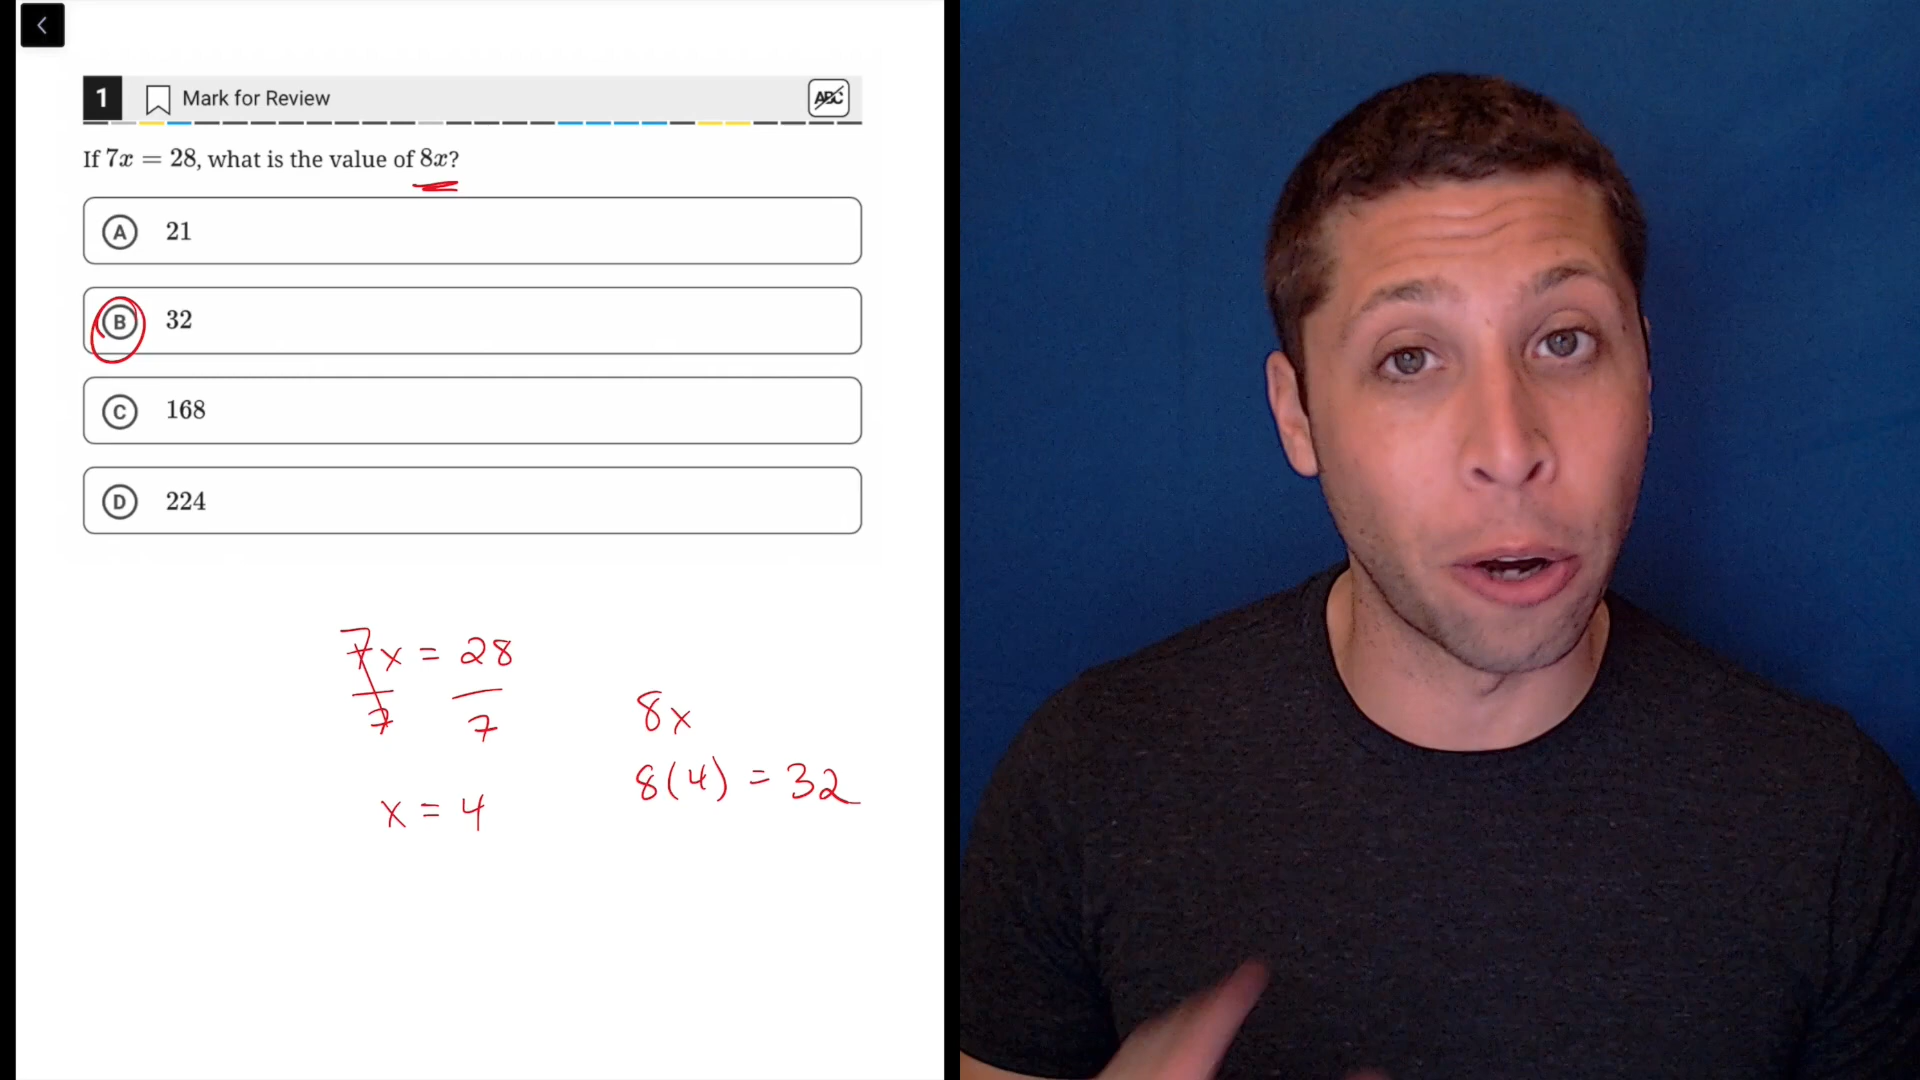 1 Mark for Review ABC
If 7x = 28, what is the value of 8x?
A 21
B 32
C 168
D 224
7x = 28
7 7
x = 4
8x
8(4) = 32